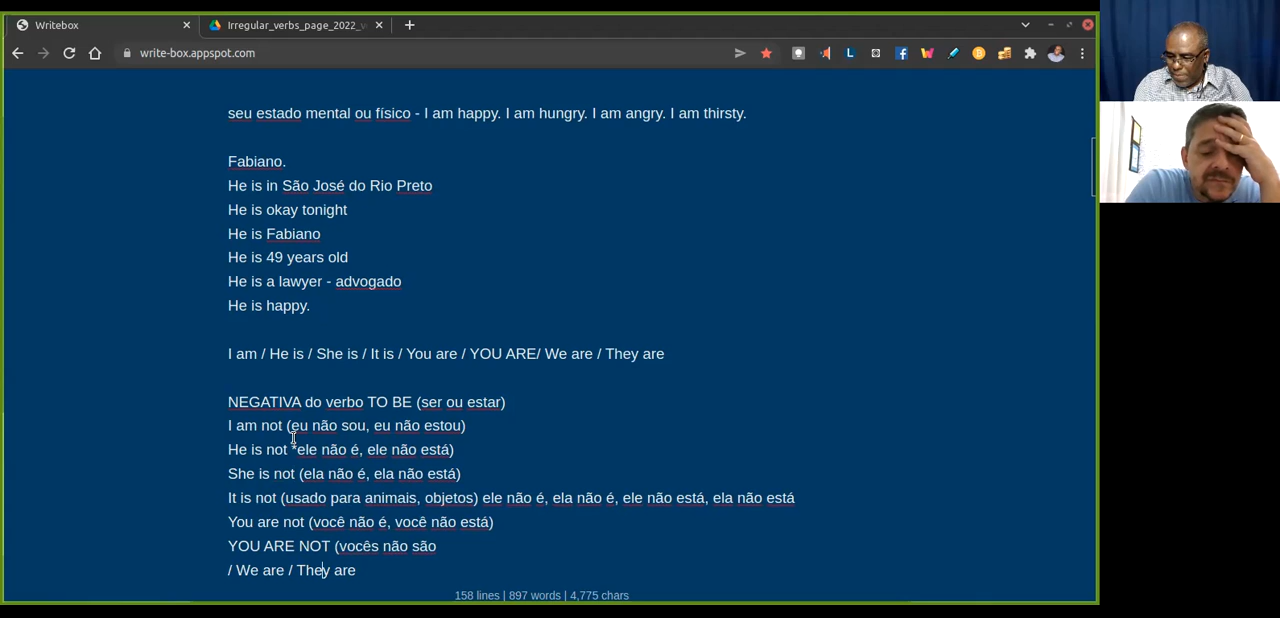 Writebox
Irregular_verbs_page_2022_
write-box.appspot.com
seu estado mental ou físico - I am happy. I am hungry. I am angry. I am thirsty.
Fabiano.
He is in São José do Rio Preto
He is okay tonight
He is Fabiano
He is 49 years old
He is a lawyer - advogado
He is happy.
I am / He is / She is / It is / You are / YOU ARE/ We are / They are
NEGATIVA do verbo TO BE (ser ou estar)
I am not (eu não sou, eu não estou)
He is not *ele não é, ele não está)
She is not (ela não é, ela não está)
It is not (usado para animais, objetos) ele não é, ela não é, ele não está, ela não está
You are not (você não é, você não está)
YOU ARE NOT (vocês não são
/ We are / They are
158 lines | 897 words | 4,775 chars